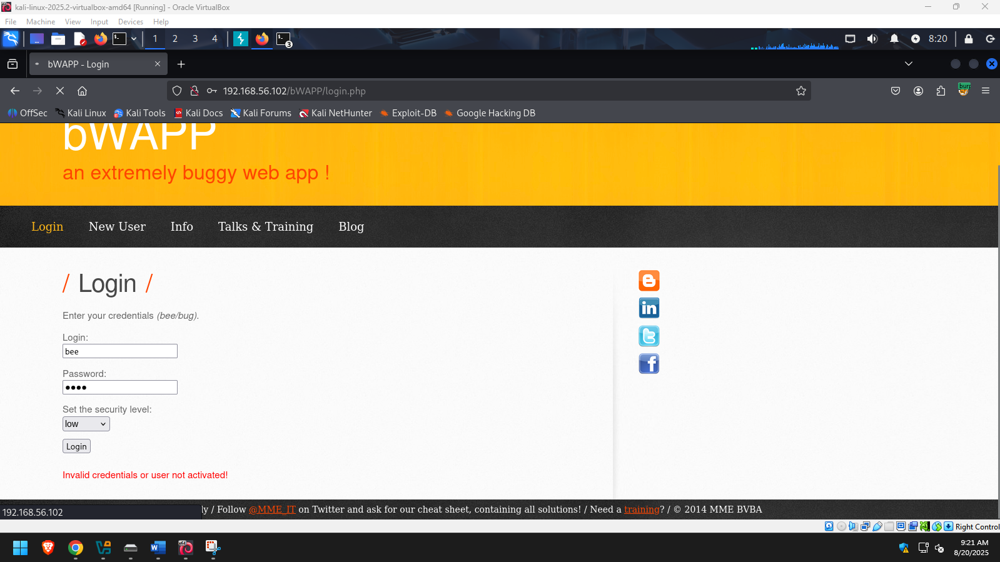 kali-linux-2025.2-virtualbox-amd64 [Running] - Oracle VirtualBox
File Machine View Input Devices Help
1 2 3 4 3 8:20
bWAPP - Login
192.168.56.102/bWAPP/login.php
OffSec Kali Linux Kali Tools Kali Docs Kali Forums Kali NetHunter Exploit-DB Google Hacking DB
bWAPP
an extremely buggy web app !
Login New User Info Talks & Training Blog
/ Login /
Enter your credentials (bee/bug).
Login:
bee
Password:
Set the security level:
low
Login
Invalid credentials or user not activated!
/ Follow @MME_IT on Twitter and ask for our cheat sheet, containing all solutions! / Need a training? / © 2014 MME BVBA
192.168.56.102
Right Control
9:21 AM
8/20/2025